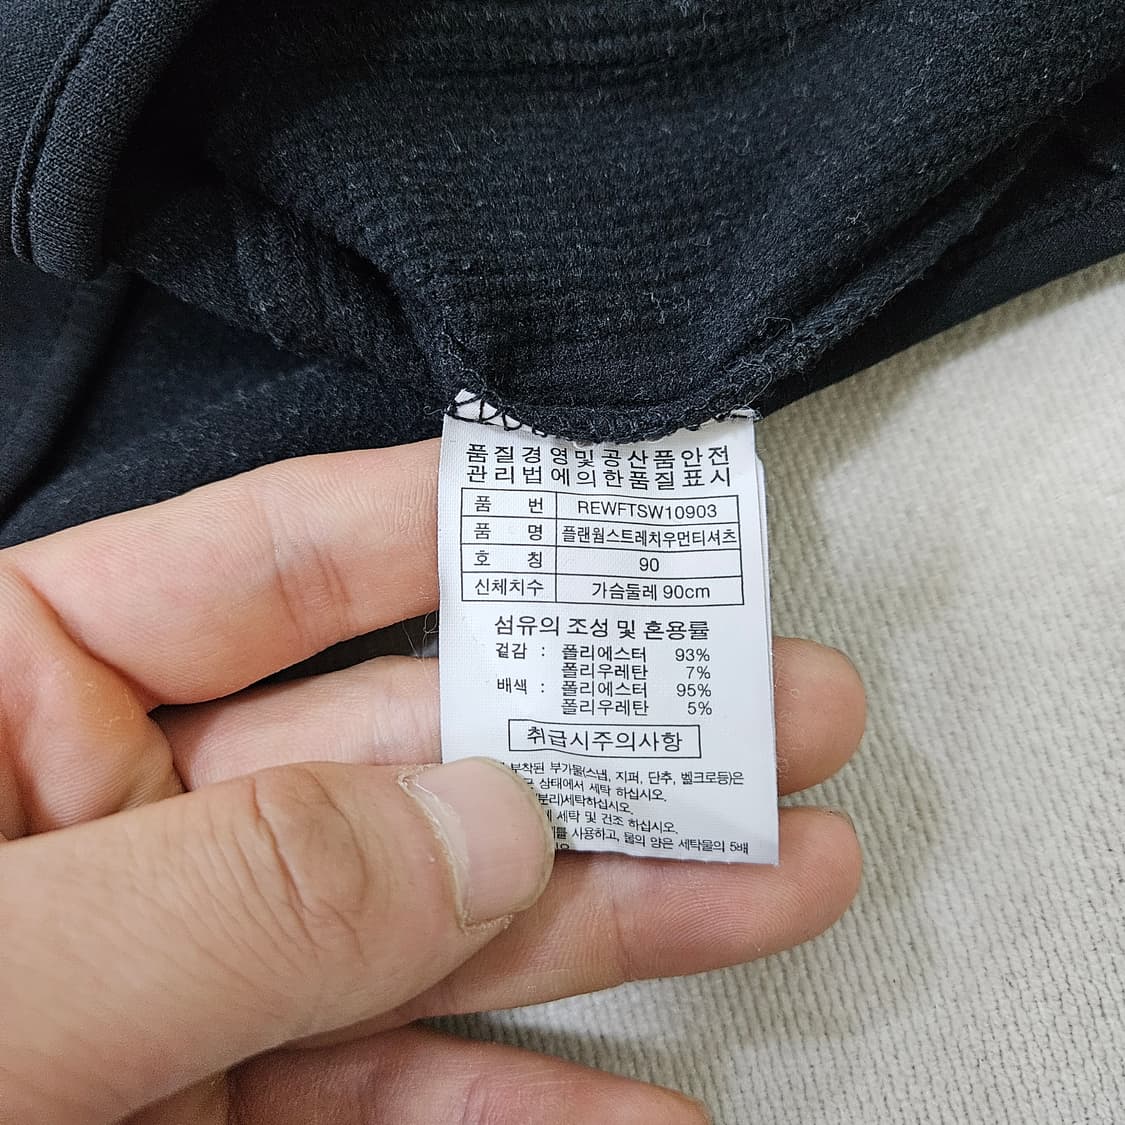 품질경영및공산품안전
관리법에의한품질표시
품 번 REWFTSW10903
품 명 플랜웜스트레치우먼티셔츠
호 칭 90
신체치수 가슴둘레 90cm
섬유의 조성 및 혼용률
겉감 : 폴리에스터 93%
폴리우레탄 7%
배색 : 폴리에스터 95%
폴리우레탄 5%
취급시주의사항
부착된 부가물(스냅, 지퍼, 단추, 벨크로등)은
상태에서 세탁 하십시오.
(분리)세탁하십시오.
세탁 및 건조 하십시오.
를 사용하고, 물의 양은 세탁물의 5배